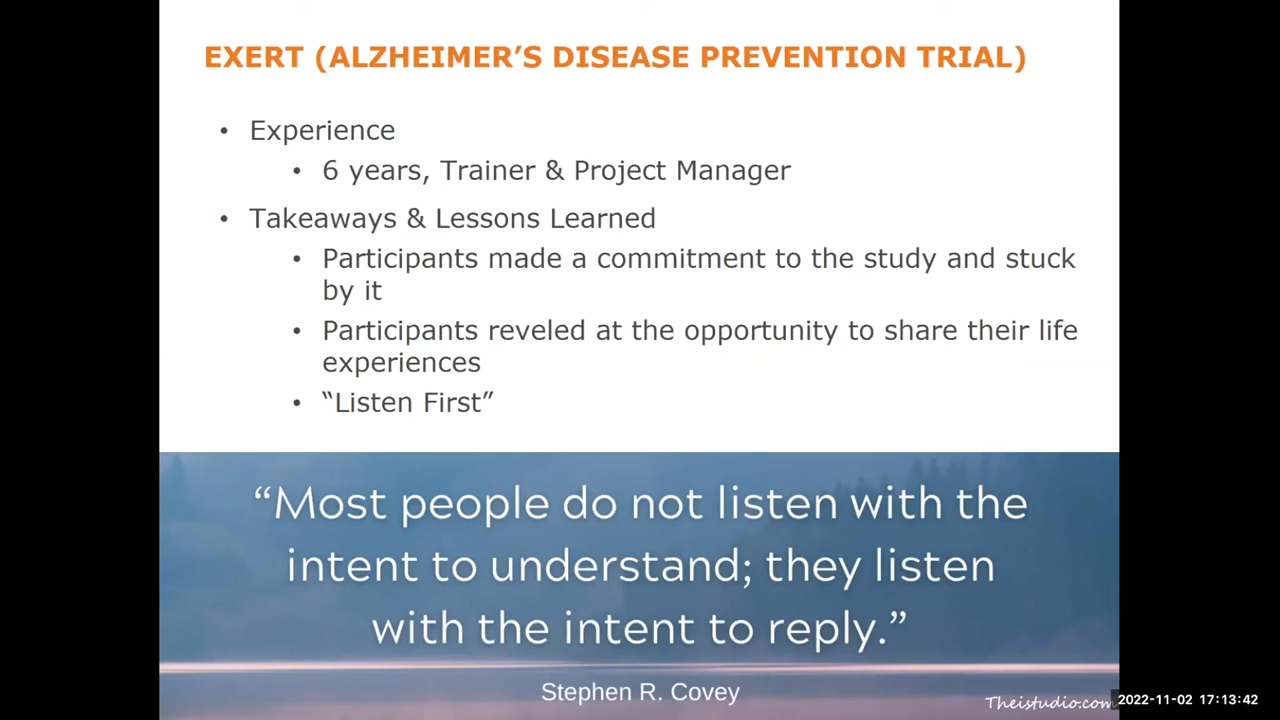 EXERT (ALZHEIMER’S DISEASE PREVENTION TRIAL)
• Experience
• 6 years, Trainer & Project Manager
• Takeaways & Lessons Learned
• Participants made a commitment to the study and stuck
by it
• Participants reveled at the opportunity to share their life
experiences
• “Listen First”
“Most people do not listen with the
intent to understand; they listen
with the intent to reply.”
Stephen R. Covey
Theistudio.com
2022-11-02 17:13:42